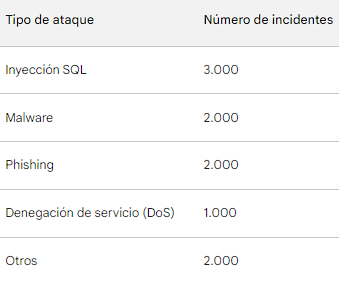 Tipo de ataque Número de incidentes
Inyección SQL 3.000
Malware 2.000
Phishing 2.000
Denegación de servicio (DoS) 1.000
Otros 2.000